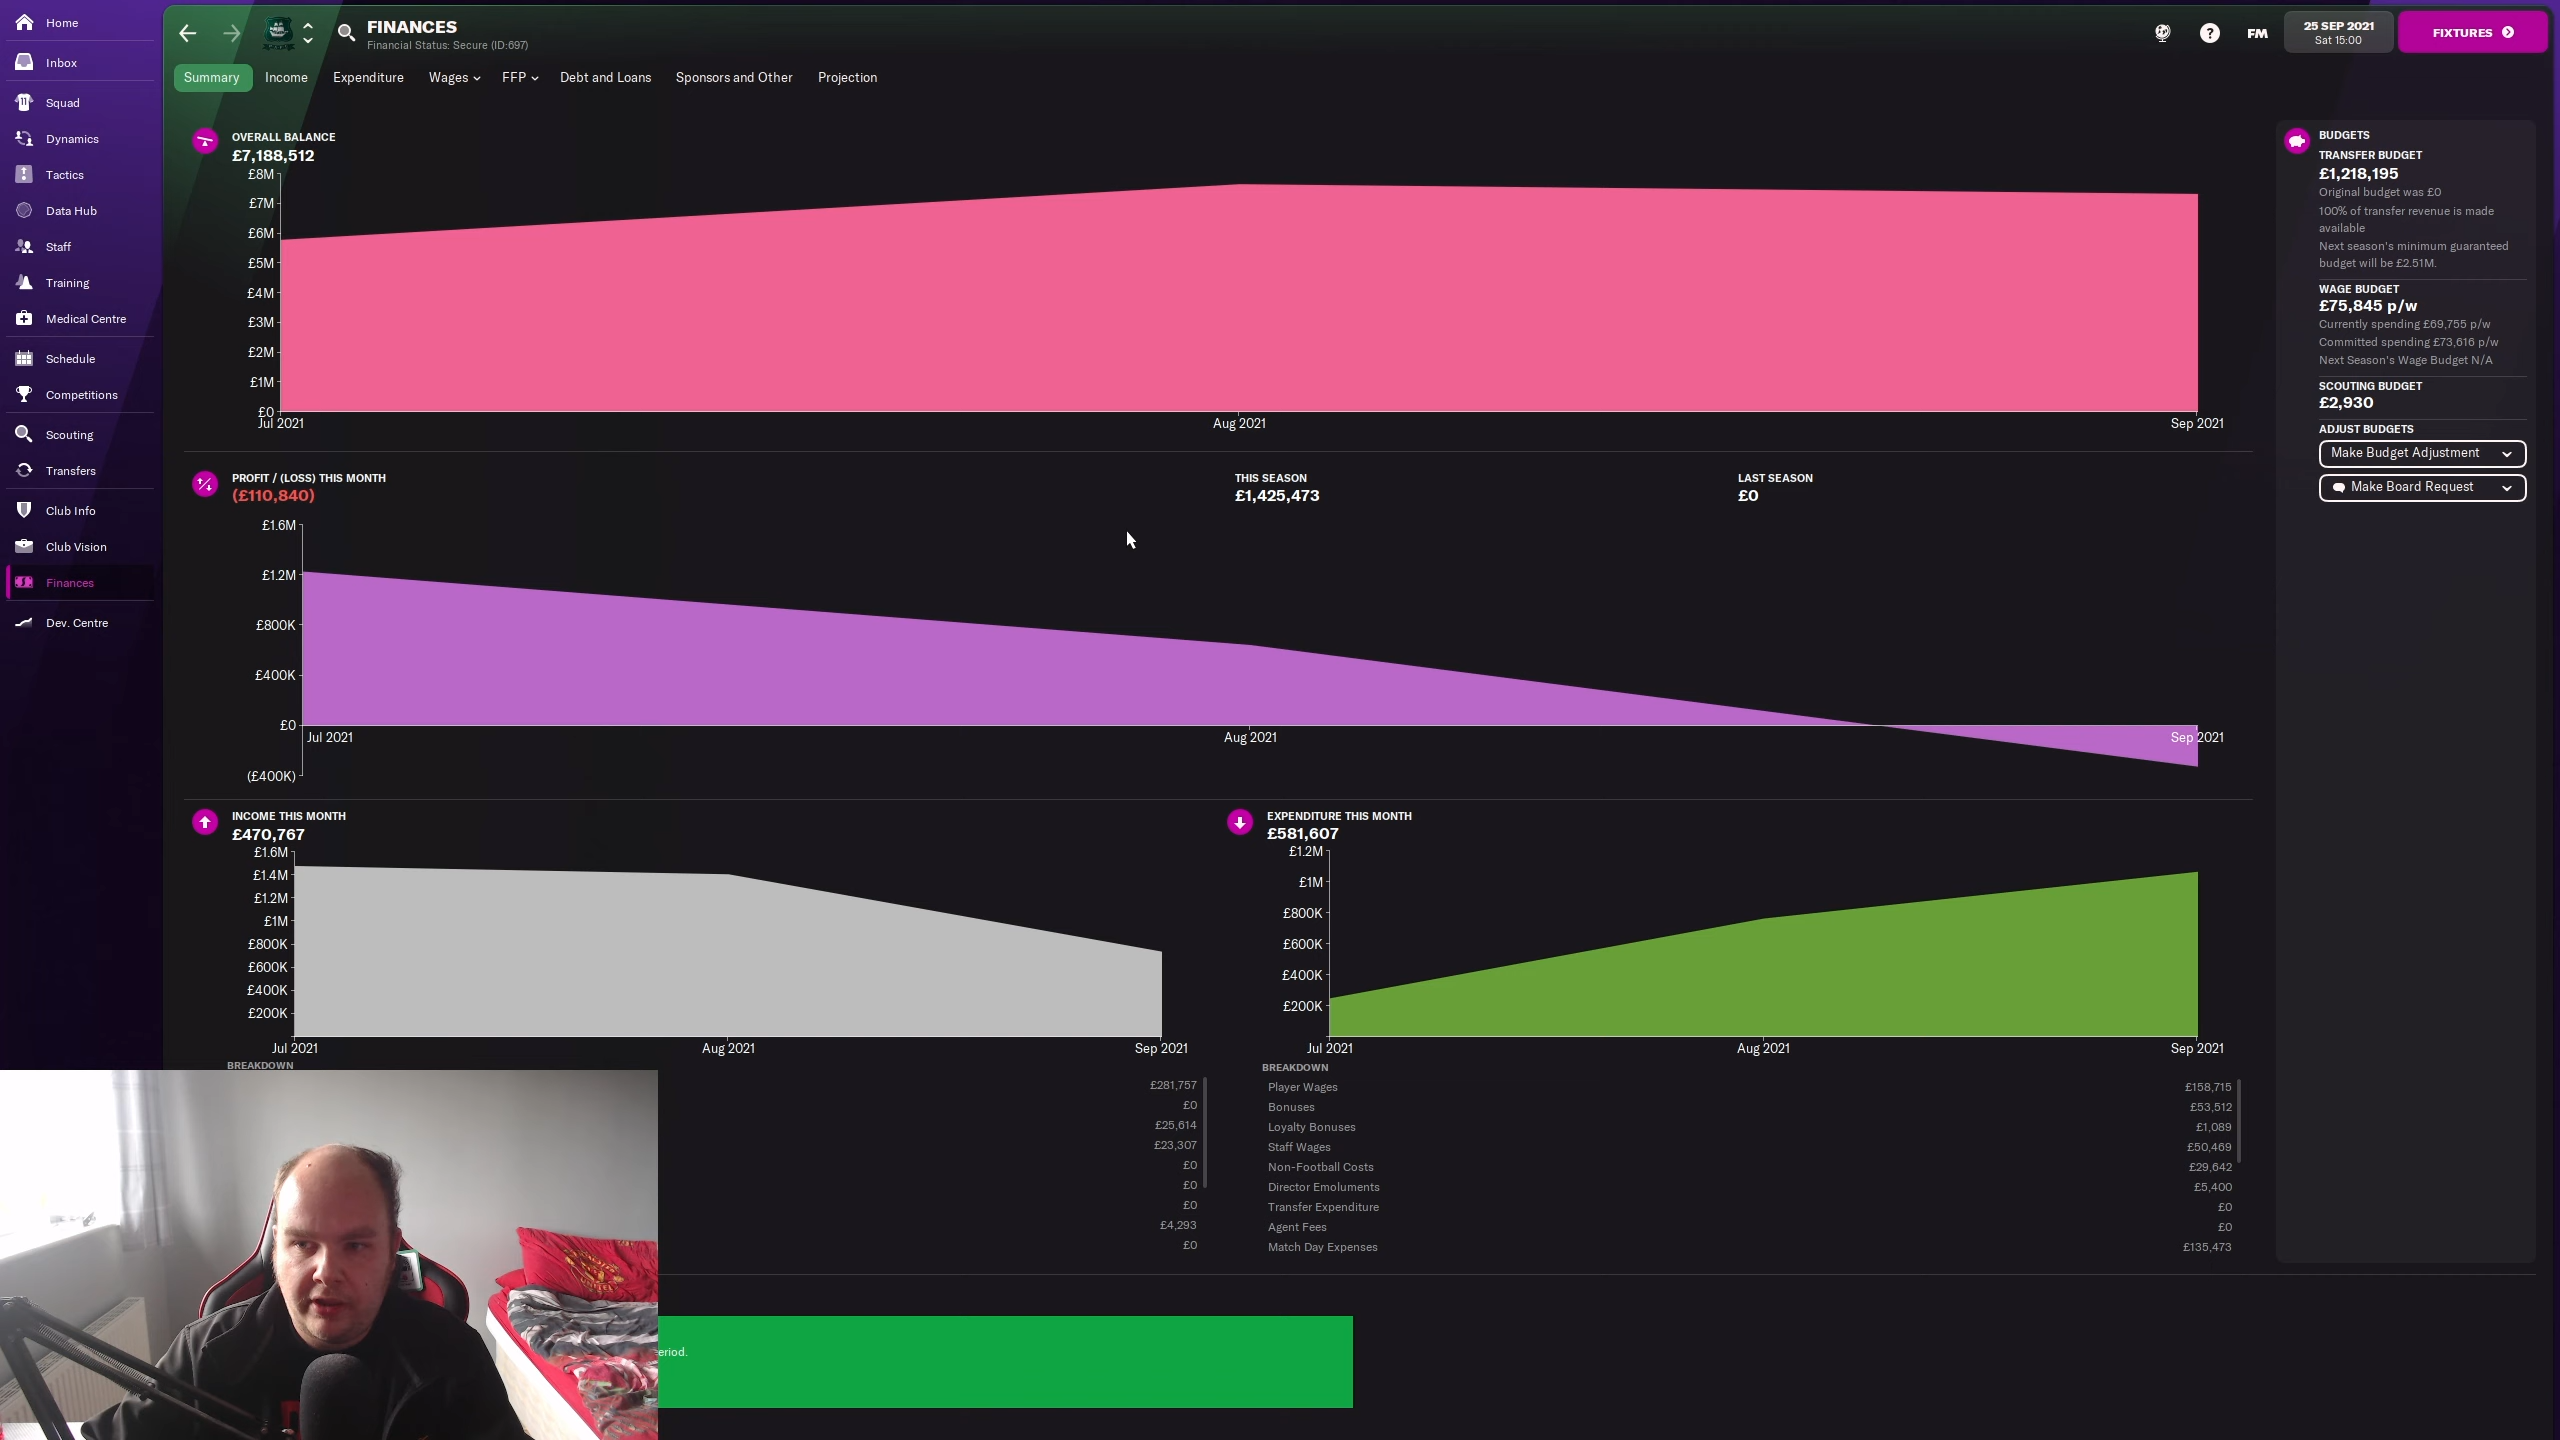 Home
Inbox
Squad
Dynamics
Tactics
Data Hub
Staff
Training
Medical Centre
Schedule
Competitions
Scouting
Transfers
Club Info
Club Vision
Finances
Dev. Centre
FINANCES
Financial Status: Secure (ID:697)
FM
25 SEP 2021
Sat 15:00
FIXTURES
Summary Income Expenditure Wages FFP Debt and Loans Sponsors and Other Projection
OVERALL BALANCE
£7,188,512
£8M
£7M
£6M
£5M
£4M
£3M
£2M
£1M
£0
Jul 2021 Aug 2021 Sep 2021
PROFIT / (LOSS) THIS MONTH
(£110,840)
THIS SEASON
£1,425,473
LAST SEASON
£0
£1.6M
£1.2M
£800K
£400K
£0
(£400K)
Jul 2021 Aug 2021 Sep 2021
INCOME THIS MONTH
£470,767
£1.6M
£1.4M
£1.2M
£1M
£800K
£600K
£400K
£200K
Jul 2021 Aug 2021 Sep 2021
BREAKDOWN
£281,757
£0
£25,614
£23,307
£0
£0
£0
£4,293
£0
EXPENDITURE THIS MONTH
£581,607
£1.2M
£1M
£800K
£600K
£400K
£200K
Jul 2021 Aug 2021 Sep 2021
BREAKDOWN
Player Wages £158,715
Bonuses £53,512
Loyalty Bonuses £1,089
Staff Wages £50,469
Non-Football Costs £29,642
Director Emoluments £5,400
Transfer Expenditure £0
Agent Fees £0
Match Day Expenses £135,473
eriod.
BUDGETS
TRANSFER BUDGET
£1,218,195
Original budget was £0
100% of transfer revenue is made
available
Next season's minimum guaranteed
budget will be £2.51M.
WAGE BUDGET
£75,845 p/w
Currently spending £69,755 p/w
Committed spending £73,616 p/w
Next Season's Wage Budget N/A
SCOUTING BUDGET
£2,930
ADJUST BUDGETS
Make Budget Adjustment
Make Board Request